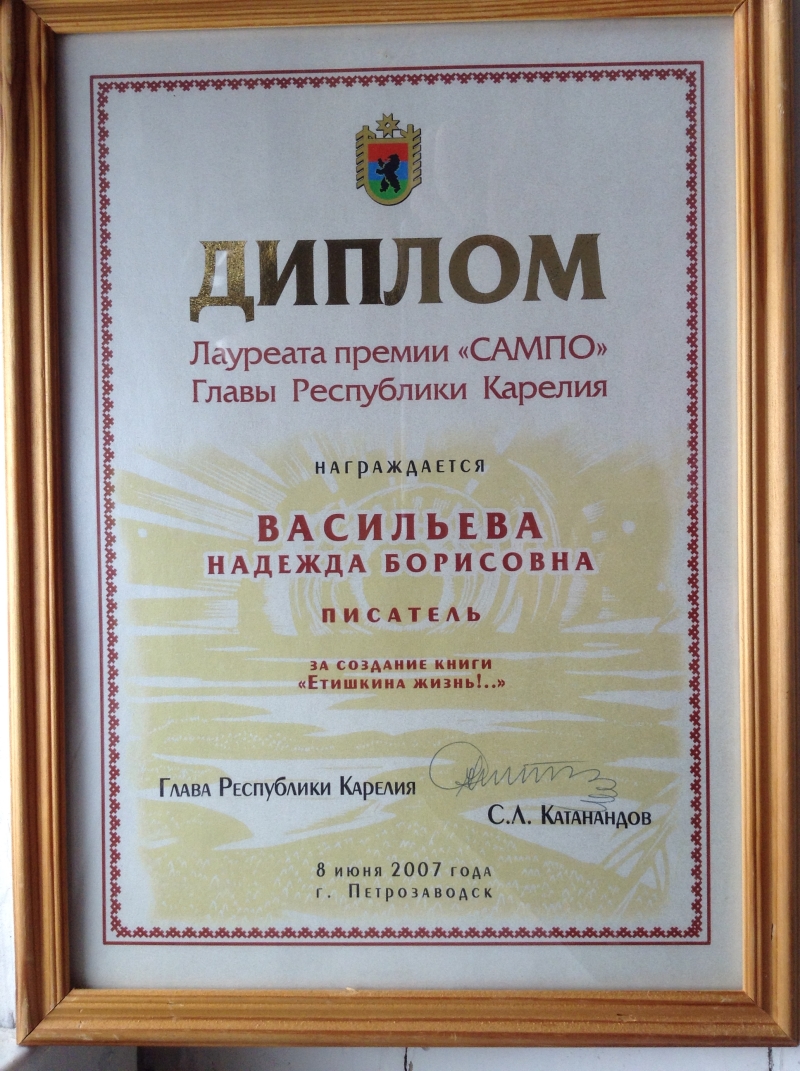 ДИПЛОМ
Лауреата премии «САМПО»
Главы Республики Карелия
НАГРАЖДАЕТСЯ
ВАСИЛЬЕВА
НАДЕЖДА БОРИСОВНА
ПИСАТЕЛЬ
ЗА СОЗДАНИЕ КНИГИ
«ЕТИШКИНА ЖИЗНЬ!..»
ГЛАВА РЕСПУБЛИКИ КАРЕЛИЯ
С.Л. КАТАНАНДОВ
8 ИЮНЯ 2007 ГОДА
г. ПЕТРОЗАВОДСК